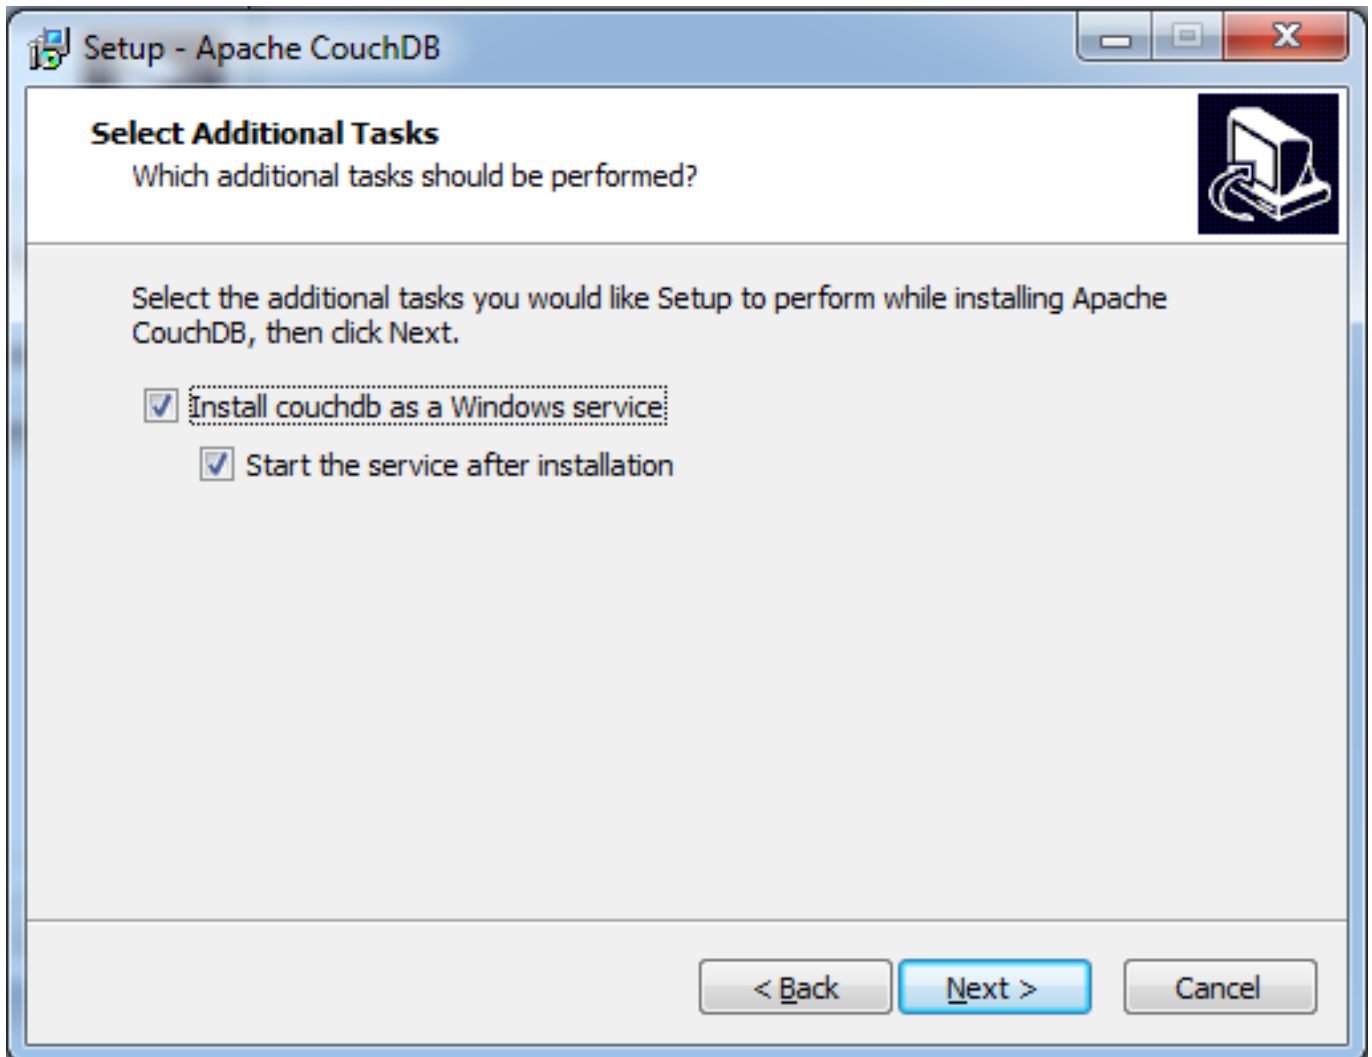 Setup - Apache CouchDB
Select Additional Tasks
Which additional tasks should be performed?
Select the additional tasks you would like Setup to perform while installing Apache
CouchDB, then click Next.
Install couchdb as a Windows service
Start the service after installation
< Back Next > Cancel